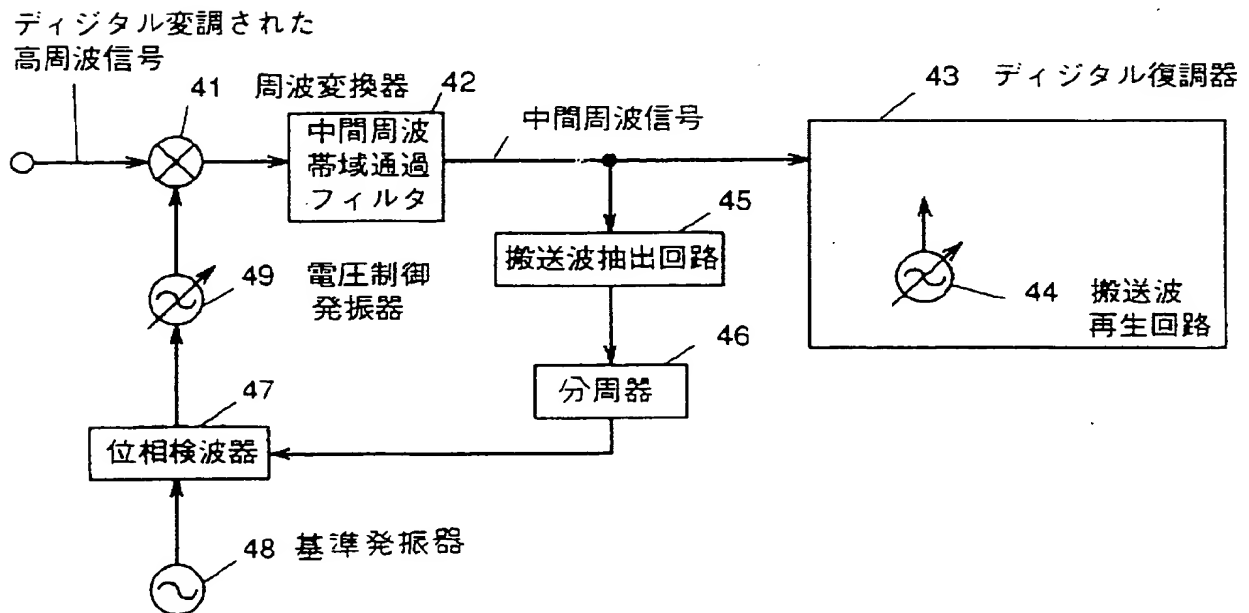 ディジタル変調された
高周波信号
41 周波変換器
42
中間周波
帯域通過
フィルタ
中間周波信号
43 ディジタル復調器
45
搬送波抽出回路
49 電圧制御
発振器
44 搬送波
再生回路
46
分周器
47
位相検波器
48 基準発振器